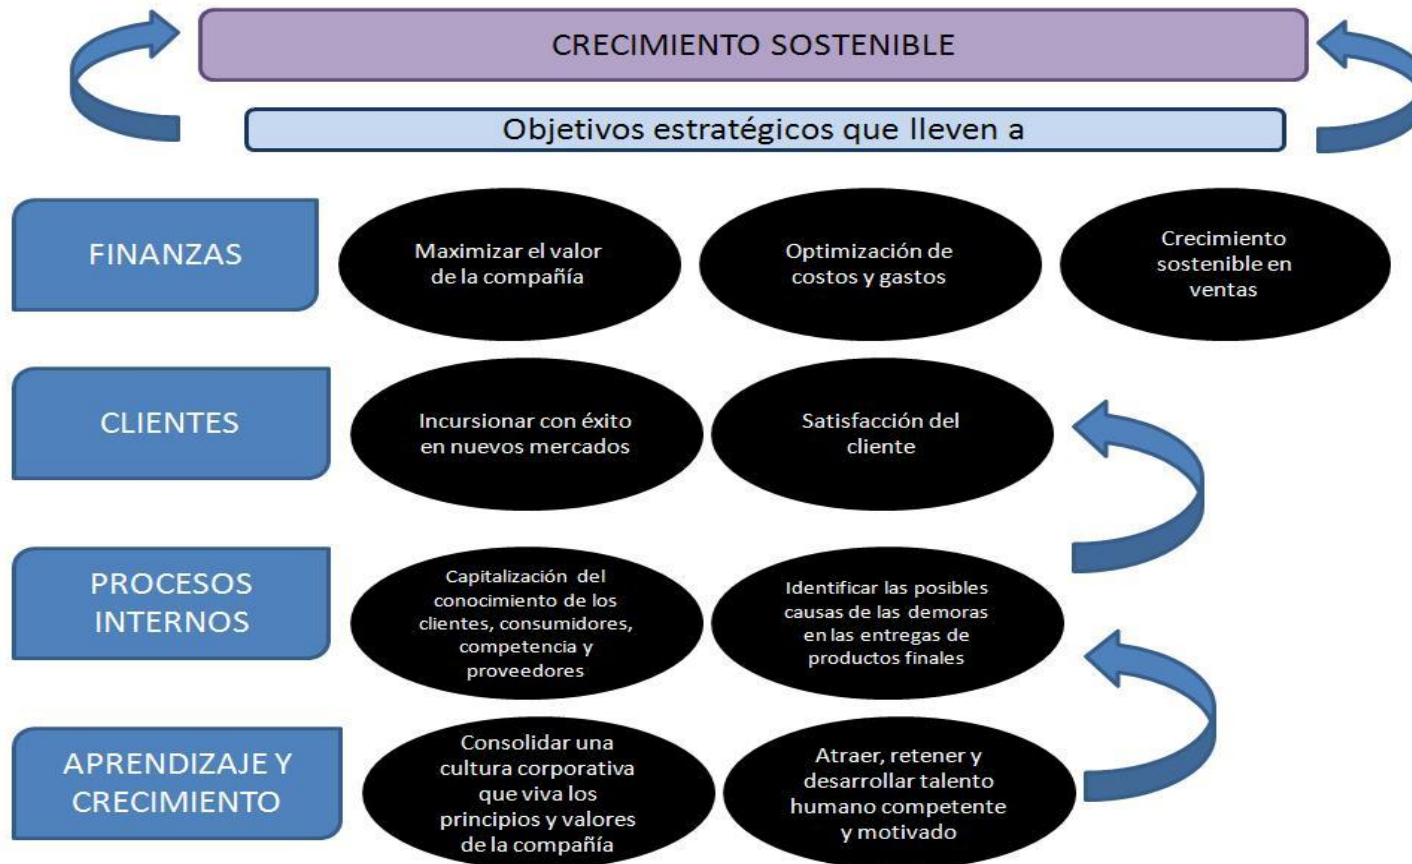 CRECIMIENTO SOSTENIBLE
Objetivos estratégicos que lleven a
FINANZAS
Maximizar el valor
de la compañía
Optimización de
costos y gastos
Crecimiento
sostenible en
ventas
CLIENTES
Incursionar con éxito
en nuevos mercados
Satisfacción del
cliente
PROCESOS
INTERNOS
Capitalización del
conocimiento de los
clientes, consumidores,
competencia y
proveedores
Identificar las posibles
causas de las demoras
en las entregas de
productos finales
APRENDIZAJE Y
CRECIMIENTO
Consolidar una
cultura corporativa
que viva los
principios y valores
de la compañía
Atraer, retener y
desarrollar talento
humano competente
y motivado